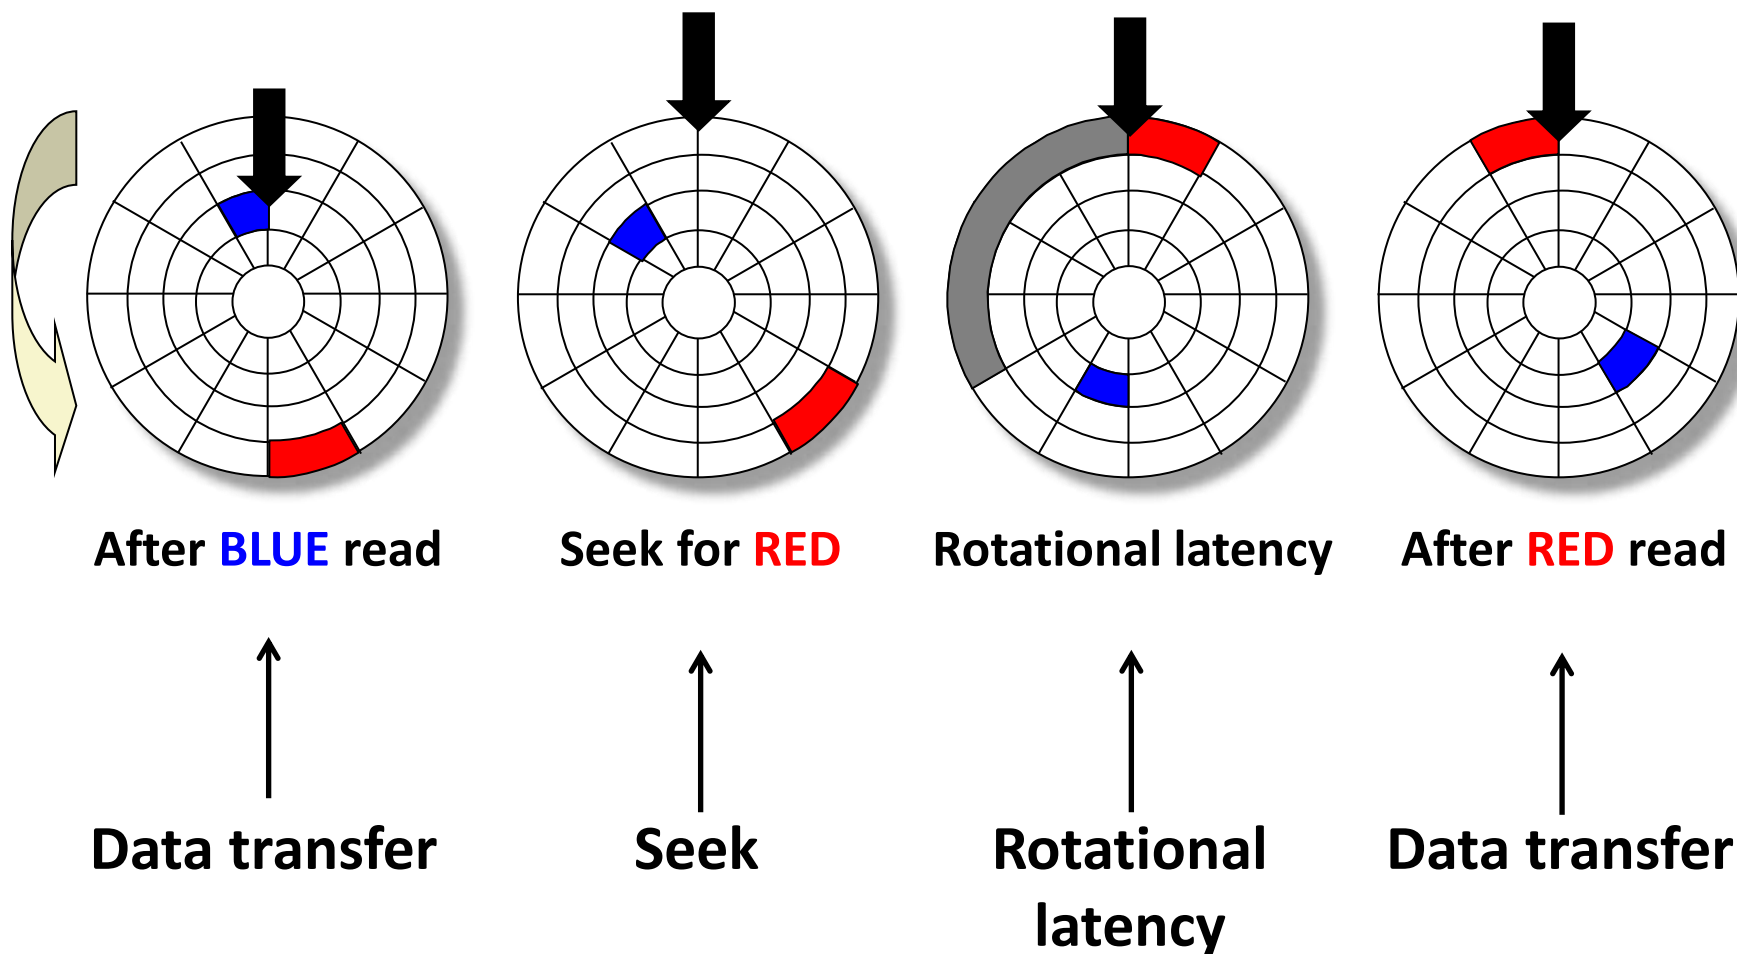 After BLUE read
Seek for RED
Rotational latency
After RED read
Data transfer
Seek
Rotational
latency
Data transfer